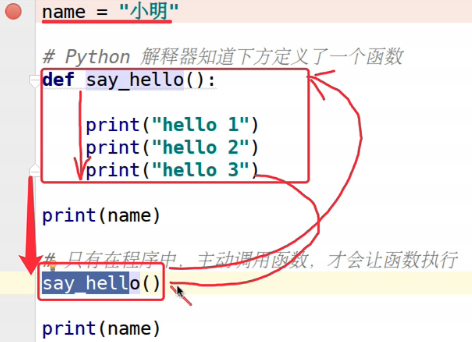 name = "小明"
# Python 解释器知道下方定义了一个函数
def say_hello():
print("hello 1")
print("hello 2")
print("hello 3")
print(name)
# 只有在程序中，主动调用函数，才会让函数执行
say_hello()
print(name)